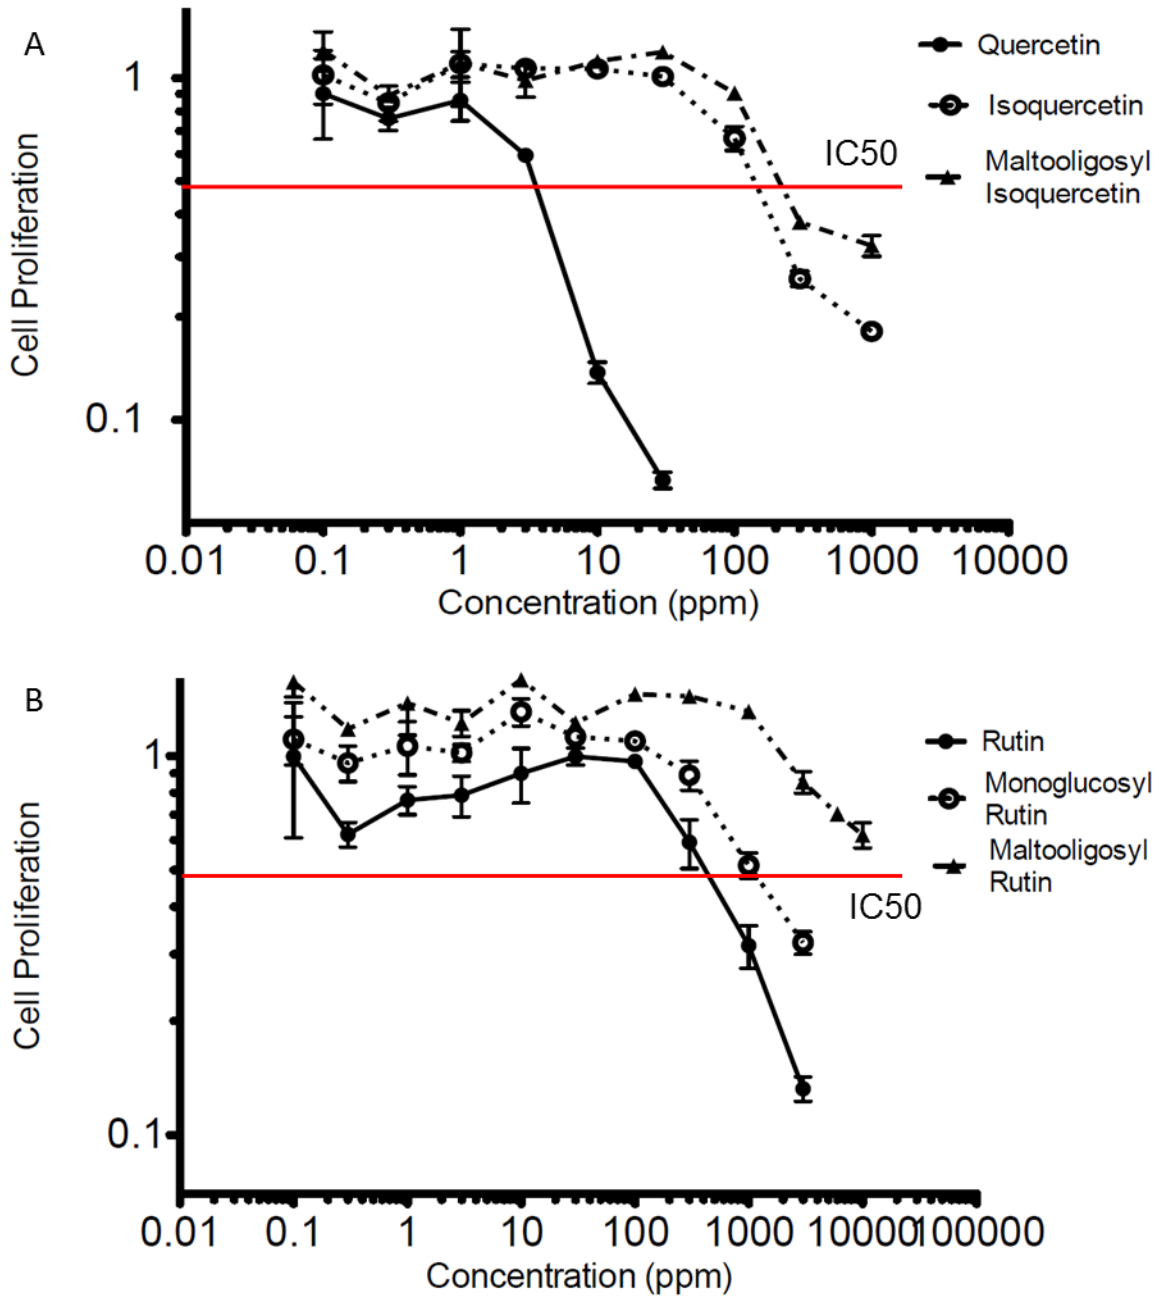 A
Quercetin
Isoquercetin
Maltooligosyl
Isoquercetin
IC50
Cell Proliferation
1
0.1
0.01 0.1 1 10 100 1000 10000
Concentration (ppm)
B
Rutin
Monoglucosyl
Rutin
Maltooligosyl
Rutin
IC50
Cell Proliferation
1
0.1
0.01 0.1 1 10 100 1000 10000 100000
Concentration (ppm)